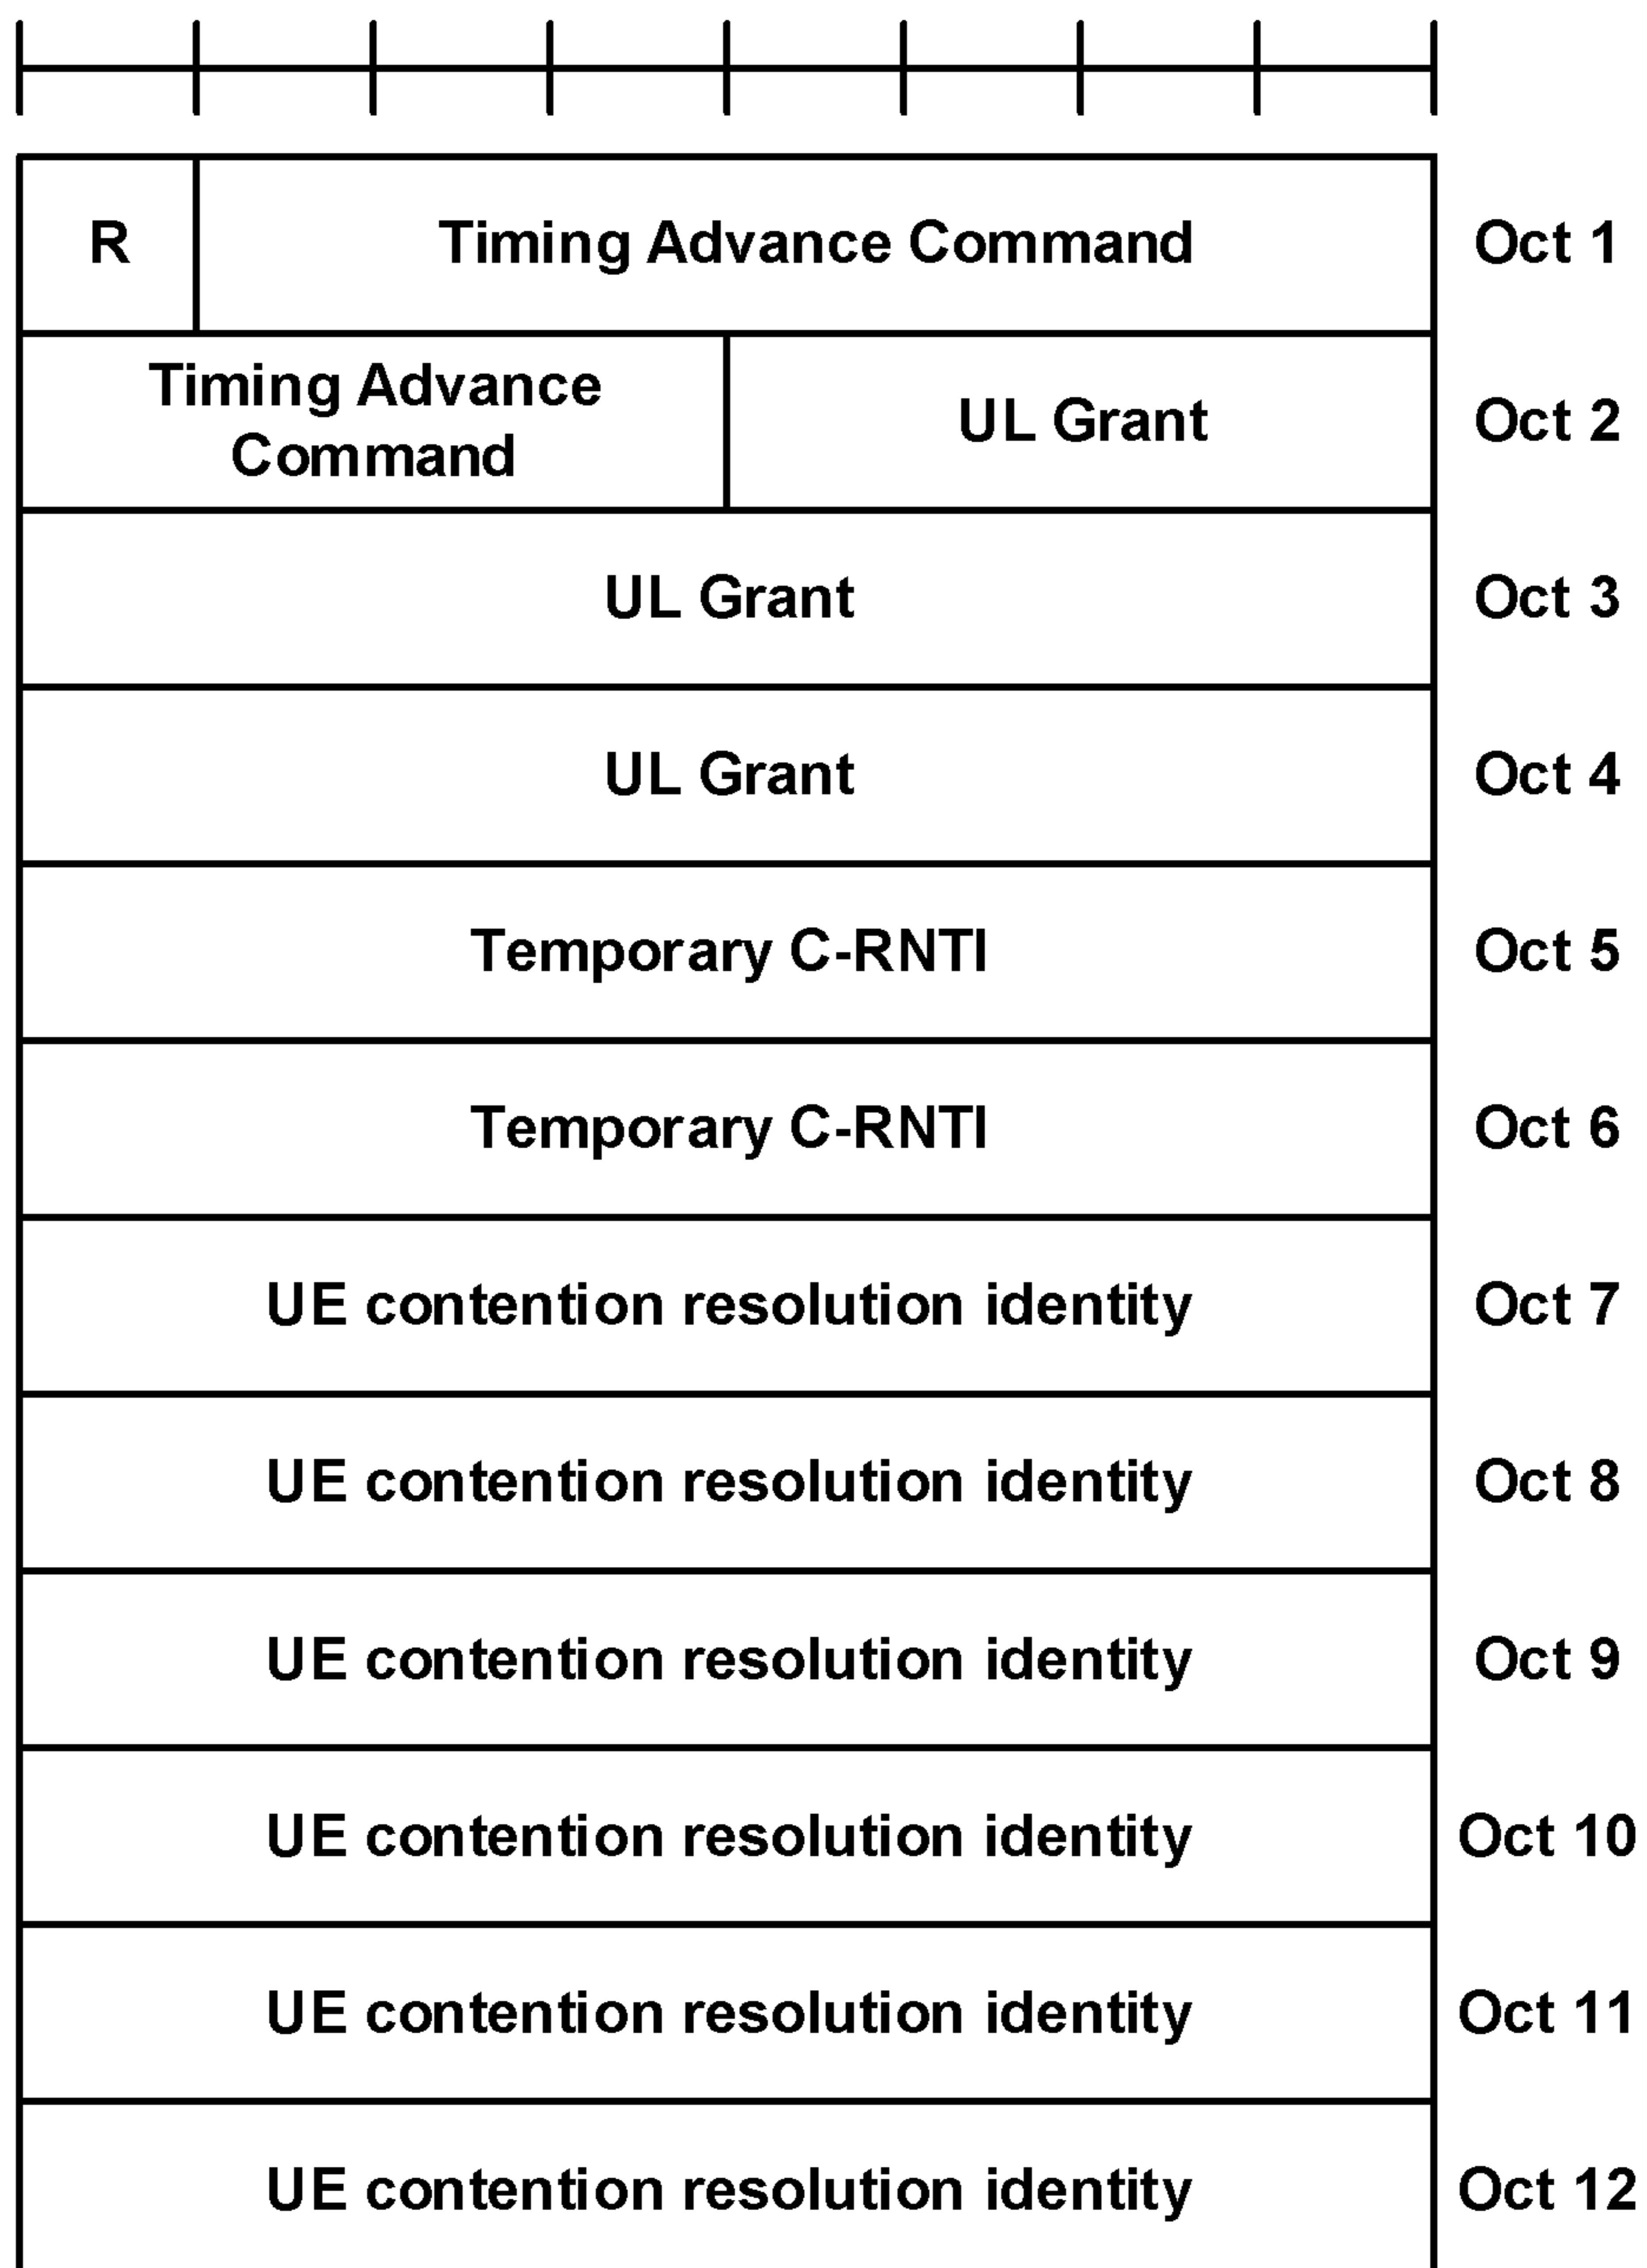 R Timing Advance Command Oct 1
Timing Advance
Command
UL Grant Oct 2
UL Grant Oct 3
UL Grant Oct 4
Temporary C-RNTI Oct 5
Temporary C-RNTI Oct 6
UE contention resolution identity Oct 7
UE contention resolution identity Oct 8
UE contention resolution identity Oct 9
UE contention resolution identity Oct 10
UE contention resolution identity Oct 11
UE contention resolution identity Oct 12